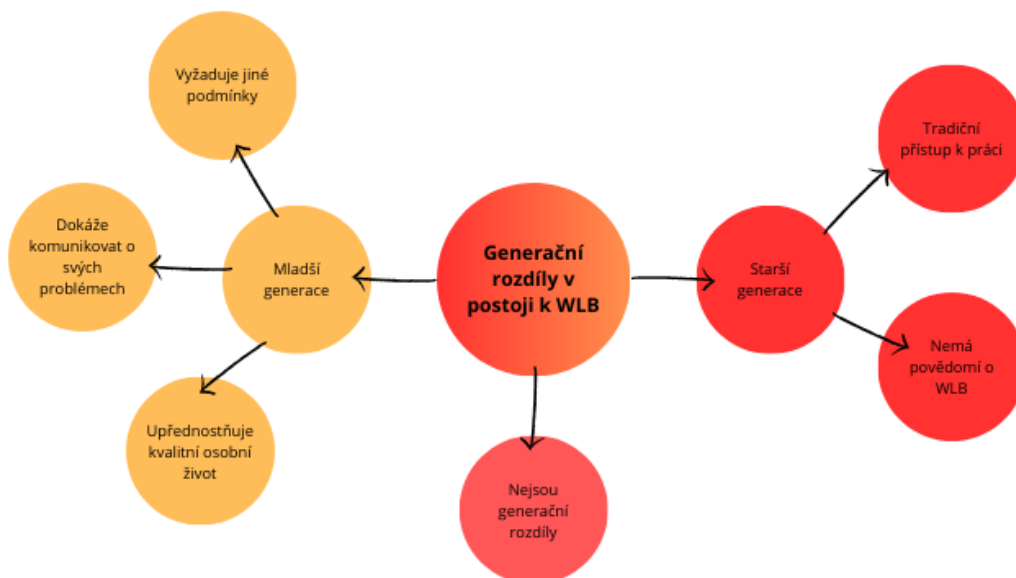 Vyžaduje jiné
podmínky
Dokáže
komunikovat o
svých
problémech
Upřednostňuje
kvalitní osobní
život
Mladší
generace
Generační
rozdíly v
postoji k WLB
Nejsou
generační
rozdíly
Starší
generace
Tradiční
přístup k práci
Nemá
povědomí o
WLB